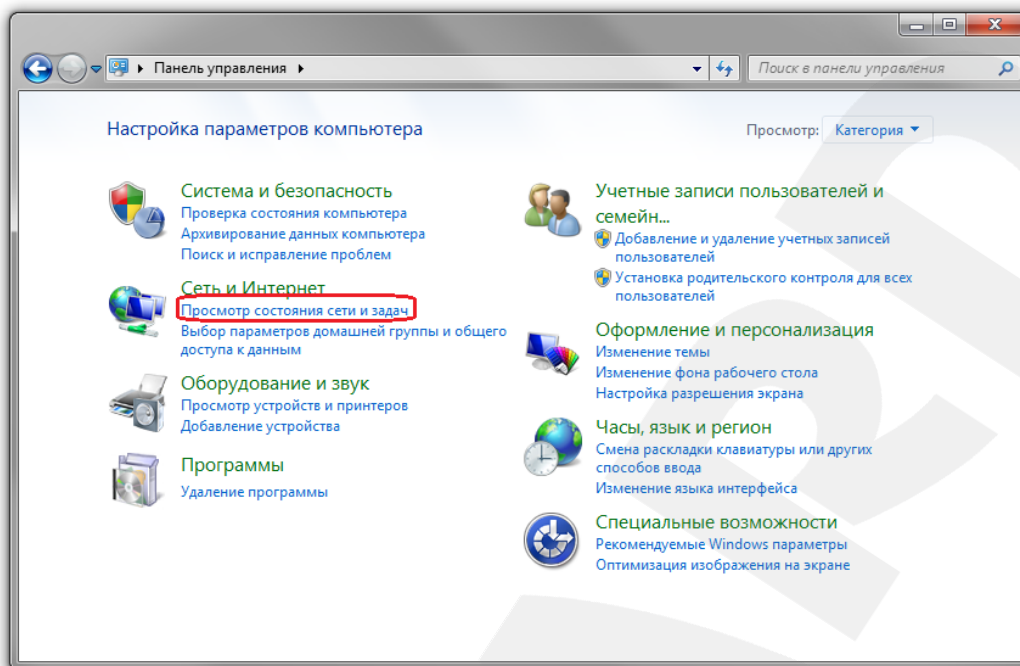 Панель управления
Поиск в панели управления
Настройка параметров компьютера
Просмотр: Категория
Система и безопасность
Проверка состояния компьютера
Архивирование данных компьютера
Поиск и исправление проблем
Сеть и Интернет
Просмотр состояния сети и задач
Выбор параметров домашней группы и общего
доступа к данным
Оборудование и звук
Просмотр устройств и принтеров
Добавление устройства
Программы
Удаление программы
Учетные записи пользователей и
семейн...
Добавление и удаление учетных записей
пользователей
Установка родительского контроля для всех
пользователей
Оформление и персонализация
Изменение темы
Изменение фона рабочего стола
Настройка разрешения экрана
Часы, язык и регион
Смена раскладки клавиатуры или других
способов ввода
Изменение языка интерфейса
Специальные возможности
Рекомендуемые Windows параметры
Оптимизация изображения на экране